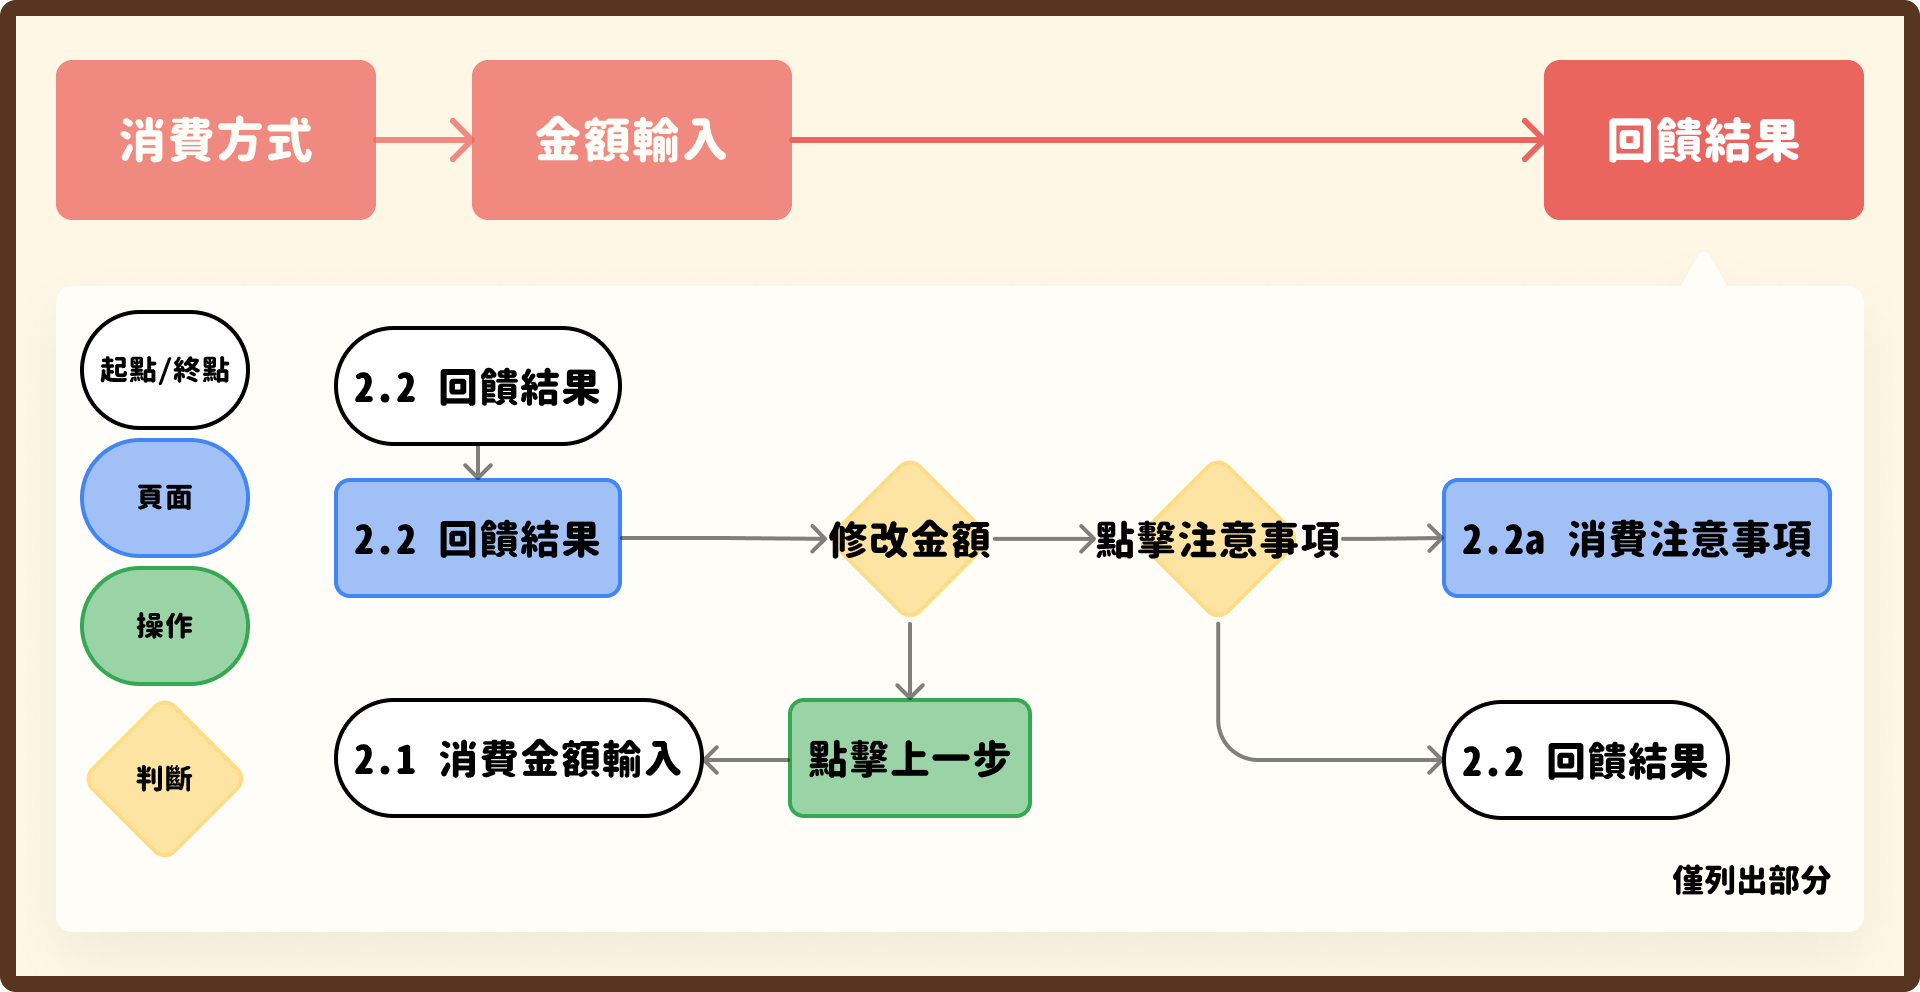 消費方式
金額輸入
回饋結果
起點/終點
頁面
操作
判斷
2.2 回饋結果
2.2 回饋結果
修改金額
點擊注意事項
2.2a 消費注意事項
2.1 消費金額輸入
點擊上一步
2.2 回饋結果
僅列出部分